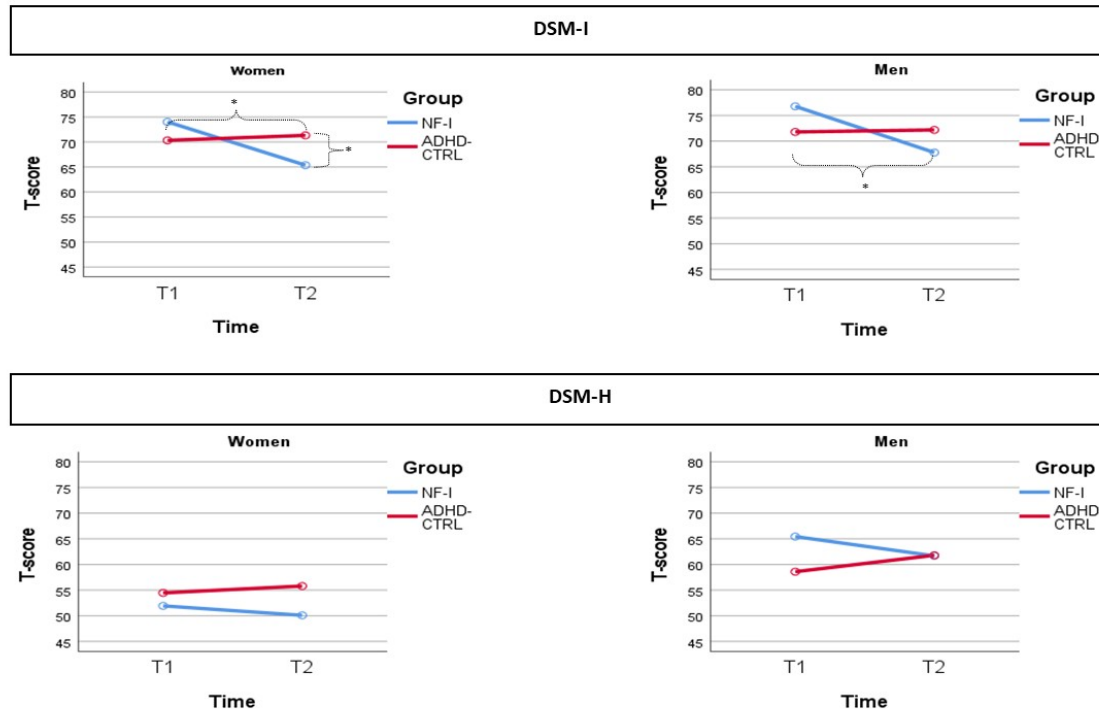 DSM-I
Women
80
75
70
65
60
55
50
45
T-score
*
*
T1 T2
Time
Group
NF-I
ADHD-
CTRL
Men
80
75
70
65
60
55
50
45
T-score
*
T1 T2
Time
Group
NF-I
ADHD
CTRL
DSM-H
Women
80
75
70
65
60
55
50
45
T-score
T1 T2
Time
Group
NF-I
ADHD-
CTRL
Men
80
75
70
65
60
55
50
45
T-score
T1 T2
Time
Group
NF-I
ADHD
CTRL